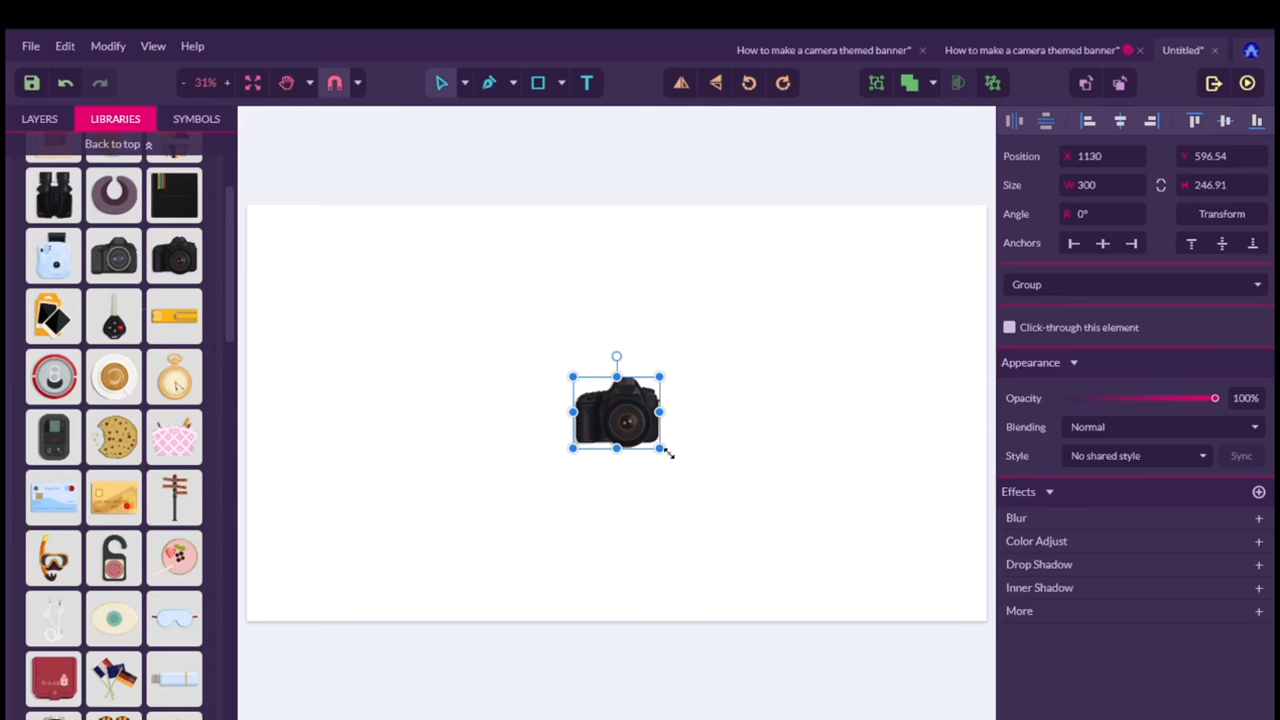 File Edit Modify View Help
How to make a camera themed banner* How to make a camera themed banner* Untitled*
- 31% + T
LAYERS LIBRARIES SYMBOLS
Back to top
Position X 1130 Y 596.54
Size W 300 H 246.91
Angle R 0° Transform
Anchors
Group
Click-through this element
Appearance
Opacity 100%
Blending Normal
Style No shared style Sync
Effects
Blur +
Color Adjust +
Drop Shadow +
Inner Shadow +
More +